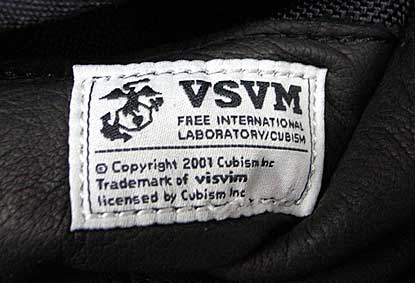 VSVM
FREE INTERNATIONAL
LABORATORY/CUBISM
© Copyright 2001 Cubism Inc
Trademark of visvim
licensed by Cubism Inc